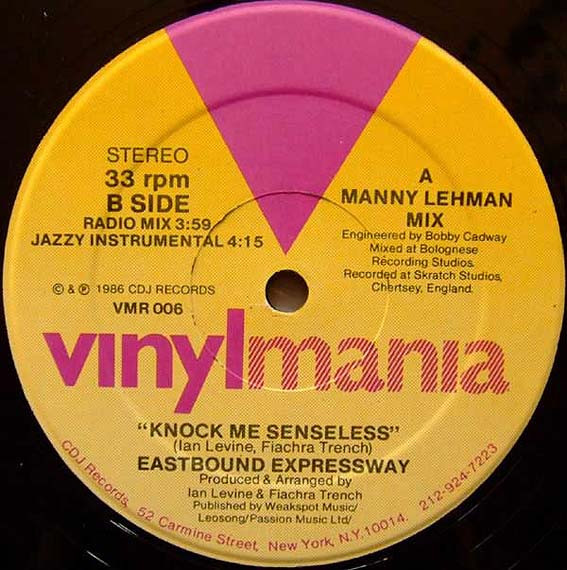 STEREO
33 rpm
B SIDE
RADIO MIX 3:59
JAZZY INSTRUMENTAL 4:15
© & ℗ 1986 CDJ RECORDS
VMR 006
A
MANNY LEHMAN
MIX
Engineered by Bobby Cadway
Mixed at Bolognese
Recording Studios.
Recorded at Skratch Studios,
Chertsey, England.
vinylmania
"KNOCK ME SENSELESS"
(Ian Levine, Fiachra Trench)
EASTBOUND EXPRESSWAY
Produced & Arranged by
Ian Levine & Fiachra Trench
Published by Weakspot Music/
Leosong/Passion Music Ltd/
CDJ Records, 52 Carmine Street, New York, N.Y. 10014. 212-924-7223